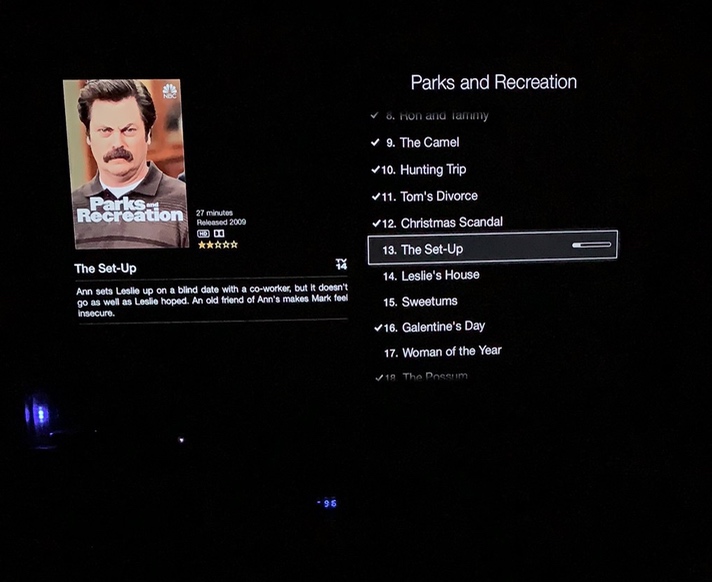 Parks and Recreation
NBC
Parks and
Recreation
27 minutes
Released 2009
HD
The Set-Up
TV
14
Ann sets Leslie up on a blind date with a co-worker, but it doesn't
go as well as Leslie hoped. An old friend of Ann's makes Mark feel
insecure.
✓ 8. Ron and Tammy
✓ 9. The Camel
✓10. Hunting Trip
✓11. Tom's Divorce
✓12. Christmas Scandal
13. The Set-Up
14. Leslie's House
15. Sweetums
✓16. Galentine's Day
17. Woman of the Year
✓18. The Possum
-96